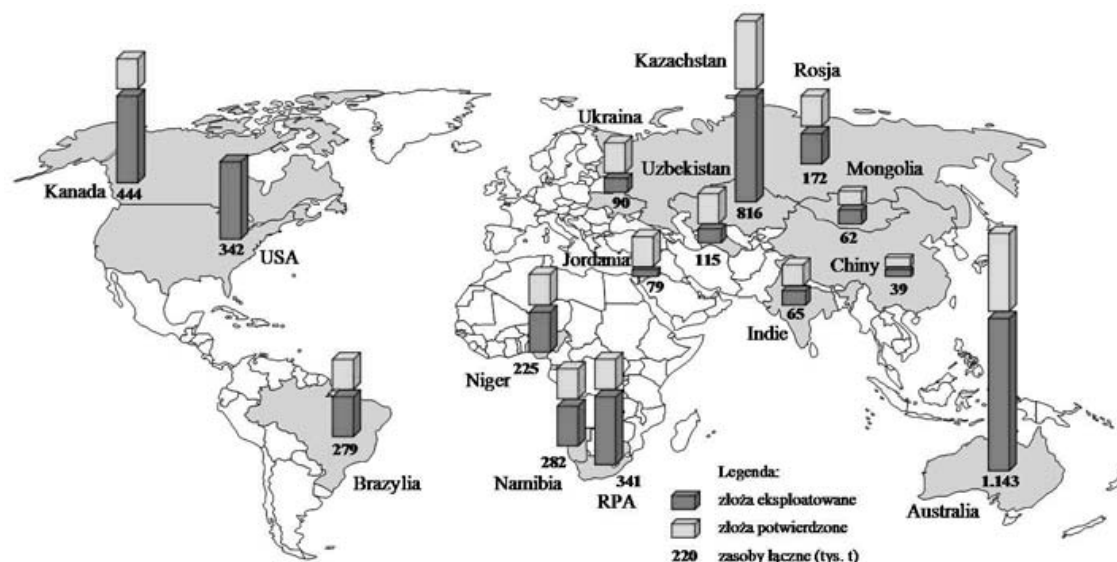 Kazachstan
Rosja
Ukraina
Uzbekistan
Mongolia
Kanada
444
172
90
816
62
342
USA
115
Jordania
79
Chiny
39
65
Indie
225
Niger
279
Brazylia
282
Namibia
341
RPA
1.143
Australia
Legenda:
złoża eksploatowane
złoża potwierdzone
220 zasoby łączne (tys. t)